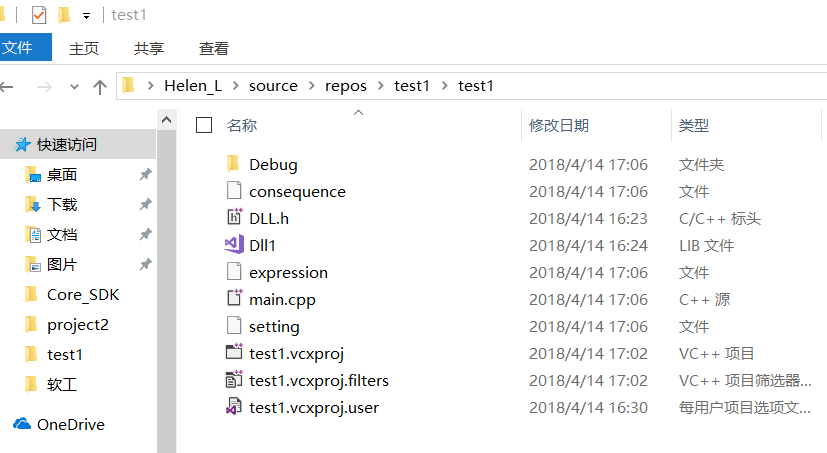 test1
文件 主页 共享 查看
Helen_L source repos test1 test1
名称 修改日期 类型
快速访问
桌面
下载
文档
图片
Core_SDK
project2
test1
软工
OneDrive
Debug 2018/4/14 17:06 文件夹
consequence 2018/4/14 17:06 文件
DLL.h 2018/4/14 16:23 C/C++ 标头
Dll1 2018/4/14 16:24 LIB 文件
expression 2018/4/14 17:06 文件
main.cpp 2018/4/14 17:06 C++ 源
setting 2018/4/14 17:06 文件
test1.vcxproj 2018/4/14 17:02 VC++ 项目
test1.vcxproj.filters 2018/4/14 17:02 VC++ 项目筛选器...
test1.vcxproj.user 2018/4/14 16:30 每用户项目选项文...